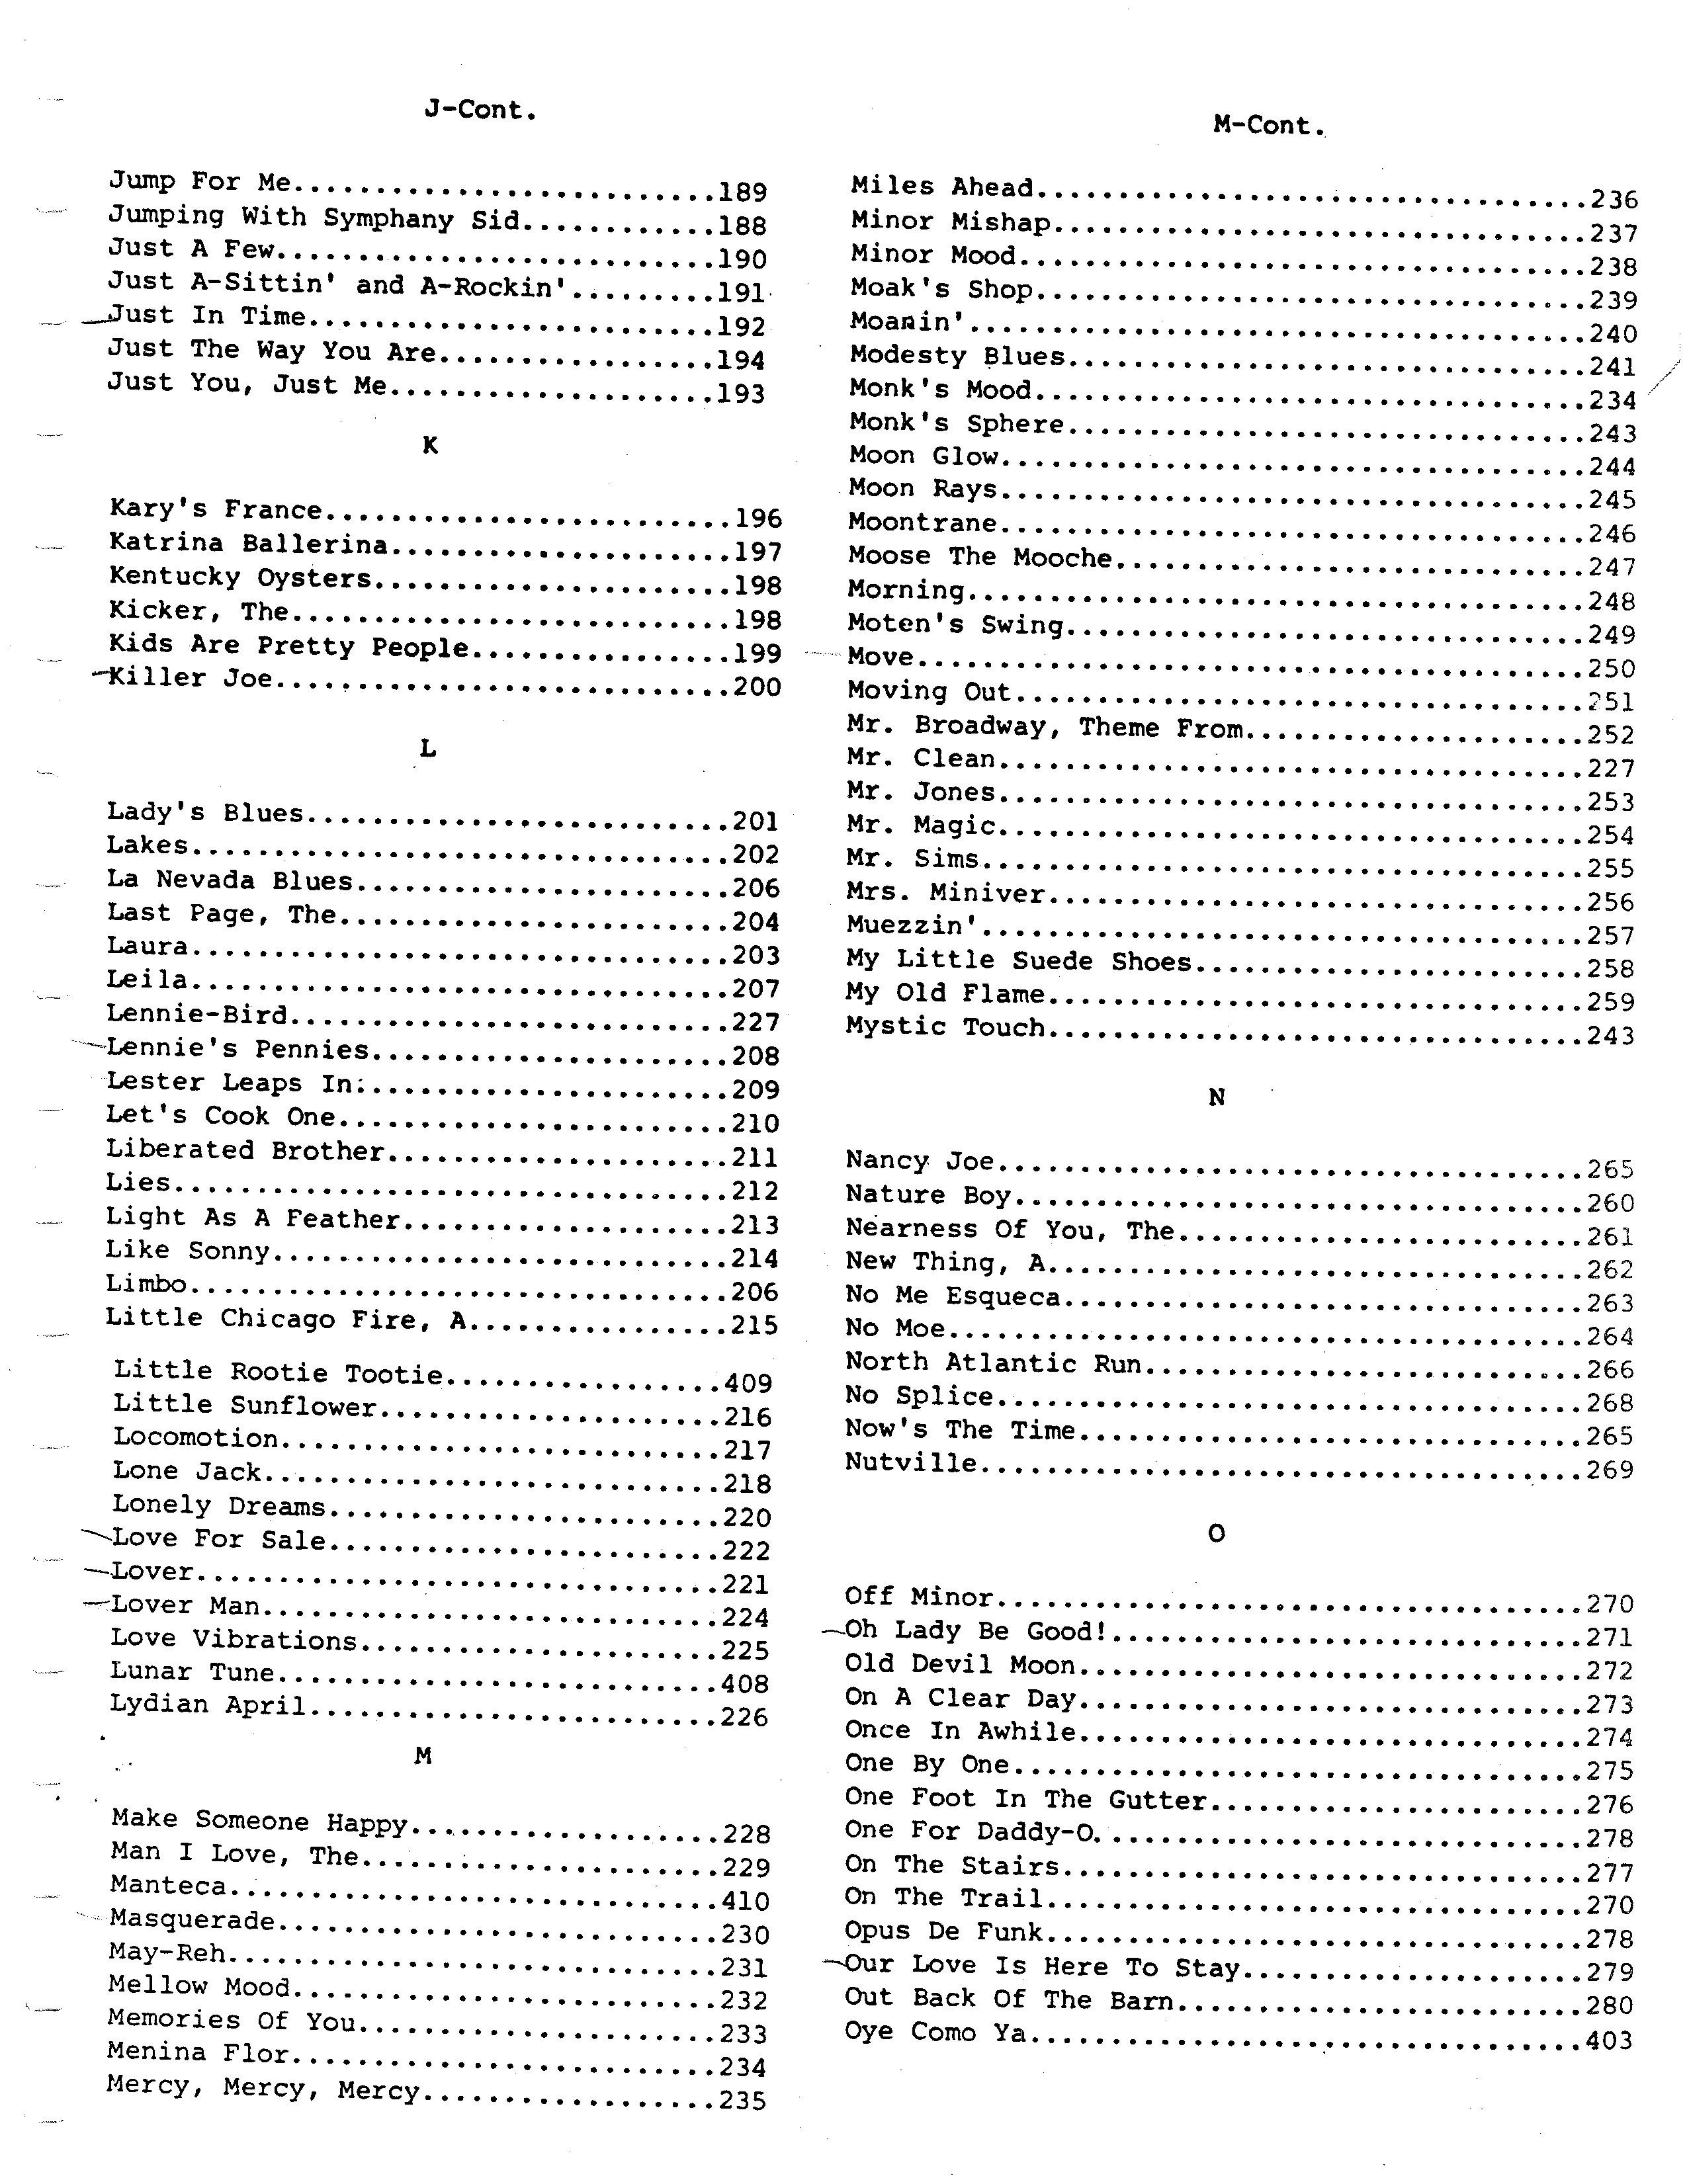 J-Cont.
Jump For Me..........................189
Jumping With Symphany Sid............188
Just A Few...........................190
Just A-Sittin' and A-Rockin'.........191
Just In Time.........................192
Just The Way You Are.................194
Just You, Just Me....................193
K
Kary's France.........................196
Katrina Ballerina.....................197
Kentucky Oysters......................198
Kicker, The...........................198
Kids Are Pretty People................199
Killer Joe............................200
L
Lady's Blues..........................201
Lakes.................................202
La Nevada Blues.......................206
Last Page, The........................204
Laura.................................203
Leila.................................207
Lennie-Bird...........................227
Lennie's Pennies......................208
Lester Leaps In.......................209
Let's Cook One........................210
Liberated Brother.....................211
Lies..................................212
Light As A Feather....................213
Like Sonny............................214
Limbo.................................206
Little Chicago Fire, A................215
Little Rootie Tootie.................409
Little Sunflower.....................216
Locomotion...........................217
Lone Jack............................218
Lonely Dreams........................220
Love For Sale........................222
Lover................................221
Lover Man............................224
Love Vibrations......................225
Lunar Tune...........................408
Lydian April.........................226
M
Make Someone Happy...................228
Man I Love, The......................229
Manteca..............................410
Masquerade...........................230
May-Reh..............................231
Mellow Mood..........................232
Memories Of You......................233
Menina Flor..........................234
Mercy, Mercy, Mercy..................235
M-Cont.
Miles Ahead..................................236
Minor Mishap.................................237
Minor Mood...................................238
Moak's Shop..................................239
Moanin'......................................240
Modesty Blues................................241
Monk's Mood..................................234
Monk's Sphere................................243
Moon Glow....................................244
Moon Rays....................................245
Moontrane....................................246
Moose The Mooche.............................247
Morning......................................248
Moten's Swing................................249
Move.........................................250
Moving Out...................................251
Mr. Broadway, Theme From.....................252
Mr. Clean....................................227
Mr. Jones....................................253
Mr. Magic....................................254
Mr. Sims.....................................255
Mrs. Miniver.................................256
Muezzin'.....................................257
My Little Suede Shoes........................258
My Old Flame.................................259
Mystic Touch.................................243
N
Nancy Joe....................................265
Nature Boy...................................260
Nearness Of You, The.........................261
New Thing, A.................................262
No Me Esqueca................................263
No Moe.......................................264
North Atlantic Run...........................266
No Splice....................................268
Now's The Time...............................265
Nutville.....................................269
O
Off Minor....................................270
Oh Lady Be Good!.............................271
Old Devil Moon...............................272
On A Clear Day...............................273
Once In Awhile...............................274
One By One...................................275
One Foot In The Gutter.......................276
One For Daddy-O..............................278
On The Stairs................................277
On The Trail.................................270
Opus De Funk.................................278
Our Love Is Here To Stay.....................279
Out Back Of The Barn.........................280
Oye Como Ya..................................403